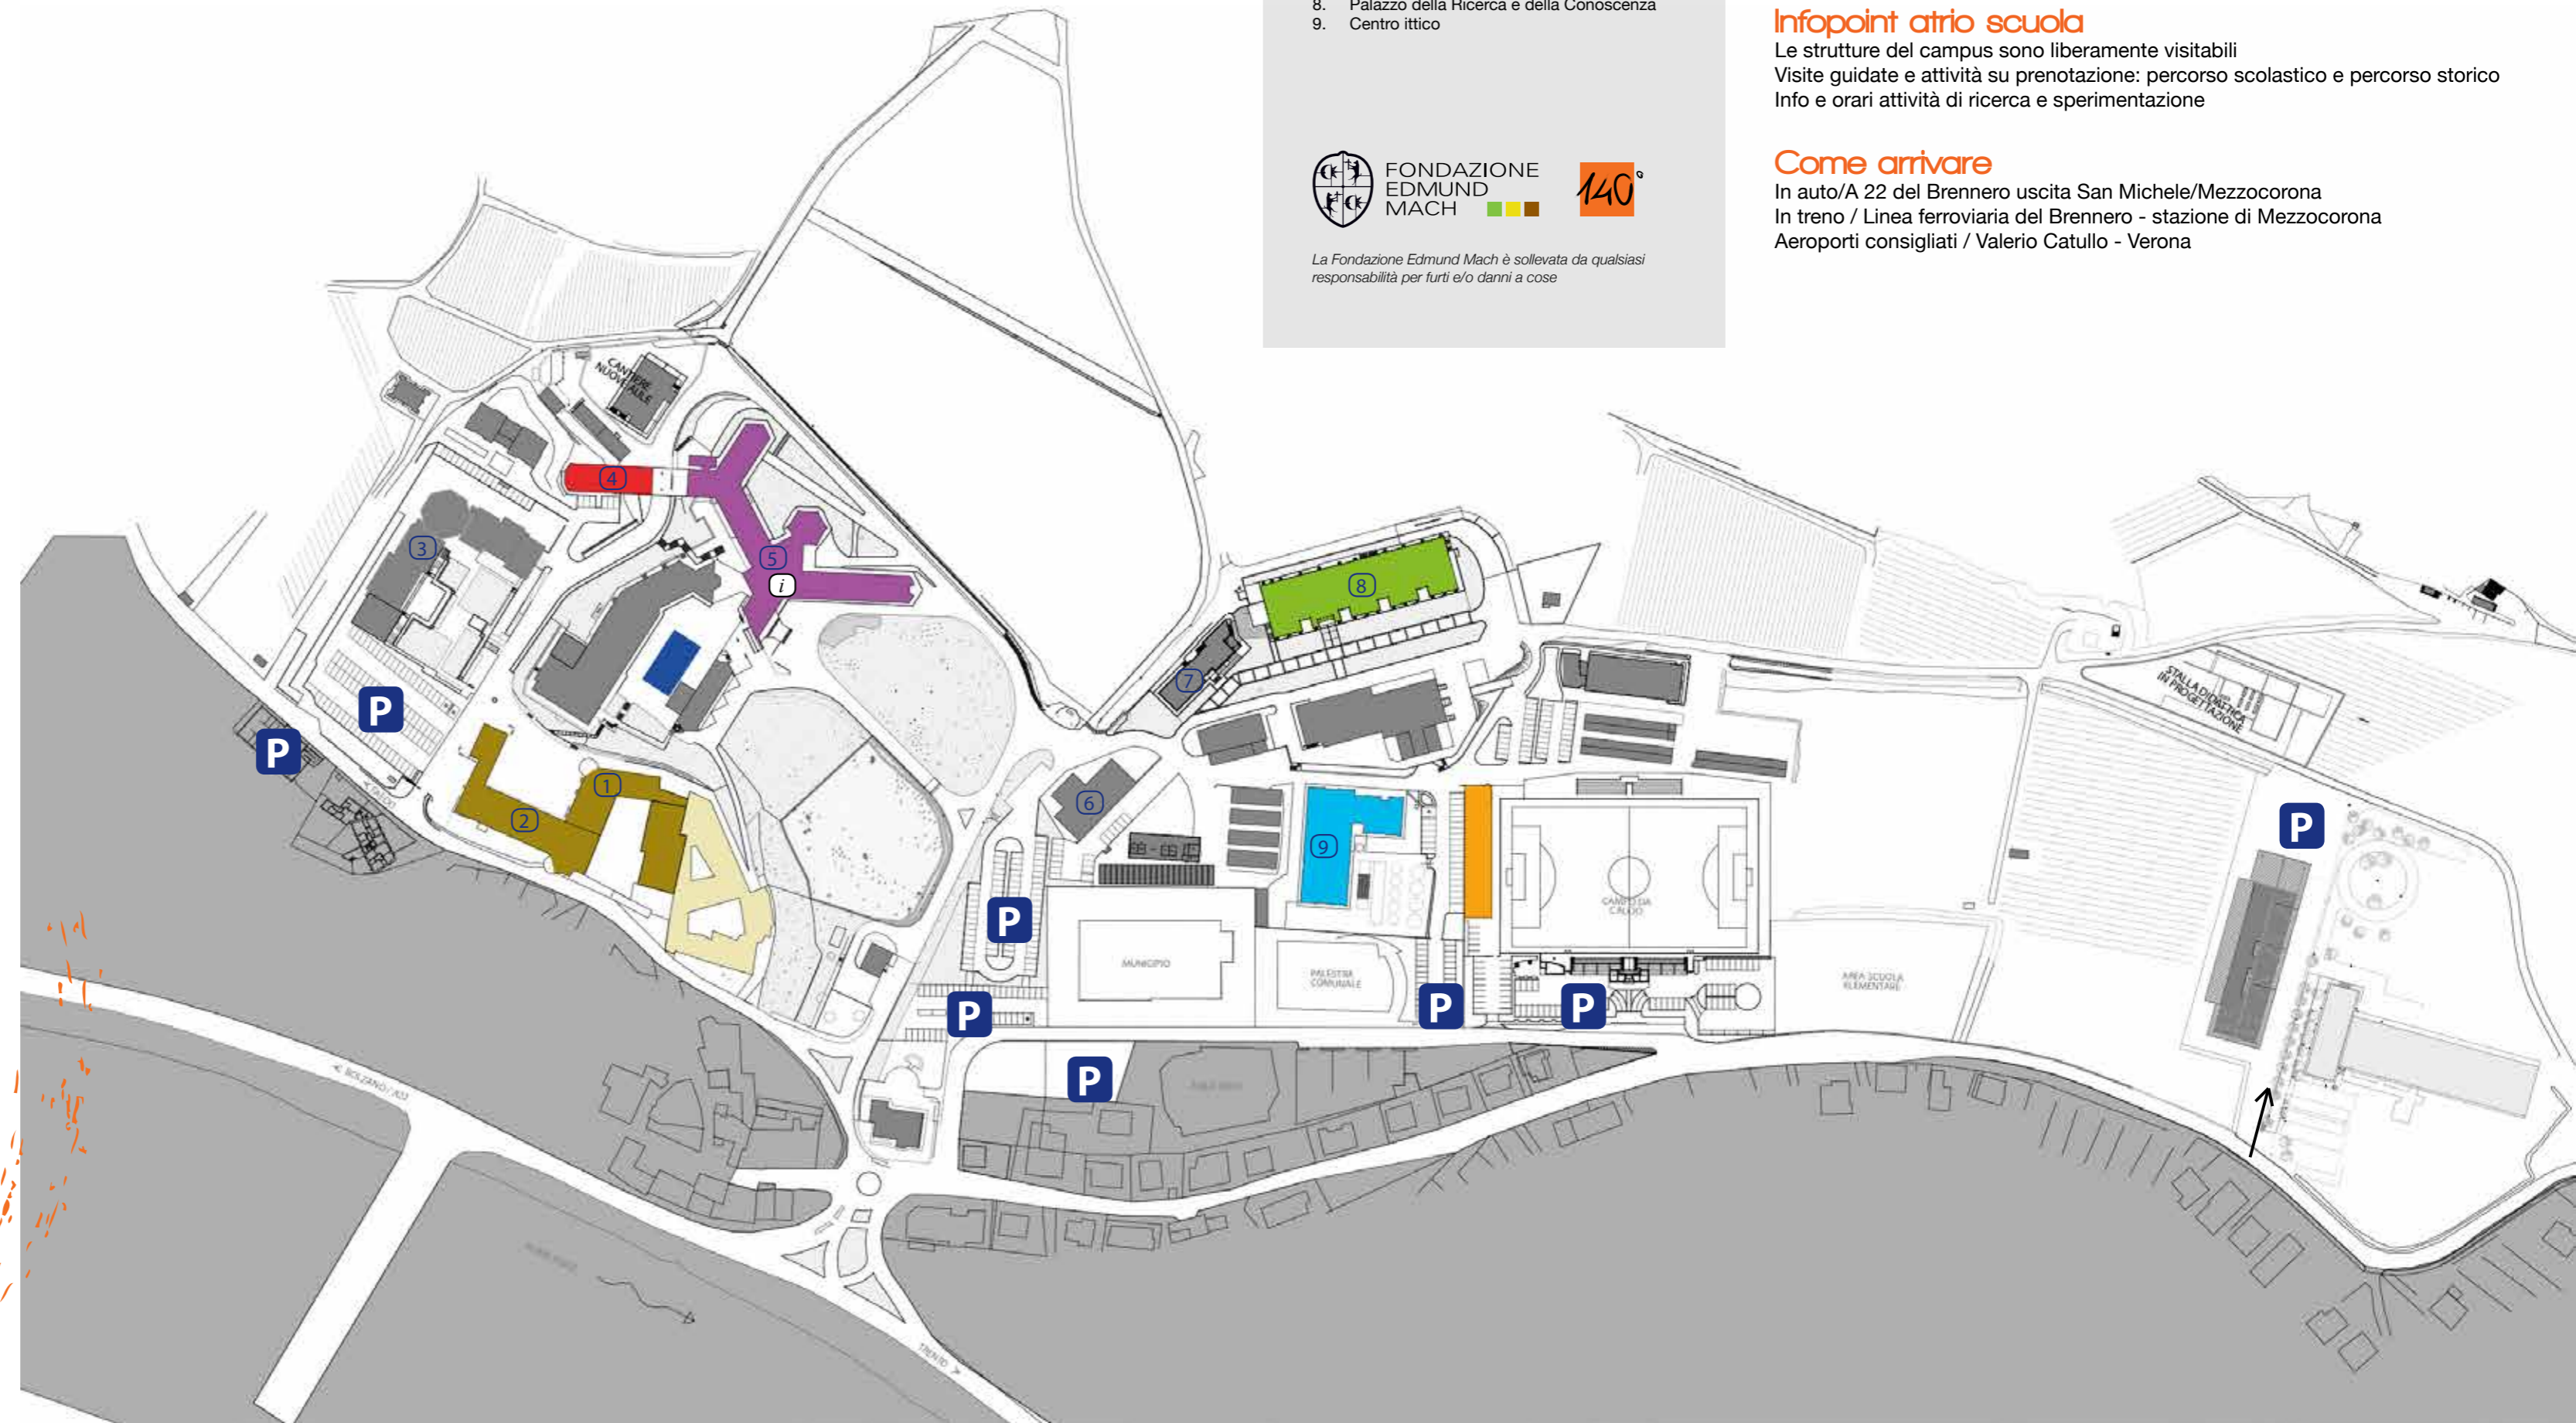 8. Palazzo della Ricerca e della Conoscenza
9. Centro ittico
FONDAZIONE
EDMUND
MACH
140°
La Fondazione Edmund Mach è sollevata da qualsiasi
responsabilità per furti e/o danni a cose
Infopoint atrio scuola
Le strutture del campus sono liberamente visitabili
Visite guidate e attività su prenotazione: percorso scolastico e percorso storico
Info e orari attività di ricerca e sperimentazione
Come arrivare
In auto/A 22 del Brennero uscita San Michele/Mezzocorona
In treno / Linea ferroviaria del Brennero - stazione di Mezzocorona
Aeroporti consigliati / Valerio Catullo - Verona
CANTIERE
NUOVE AULE
4
3
5
i
8
7
P
P
1
2
6
9
STALLA DIDATTICA
IN PROGETTAZIONE
P
P
CAMPO DA
CALCIO
MUNICIPIO
PALESTRA
COMUNALE
AREA SCUOLA
ELEMENTARE
P
P
P
P
BOLZANO / A22
TRENTO